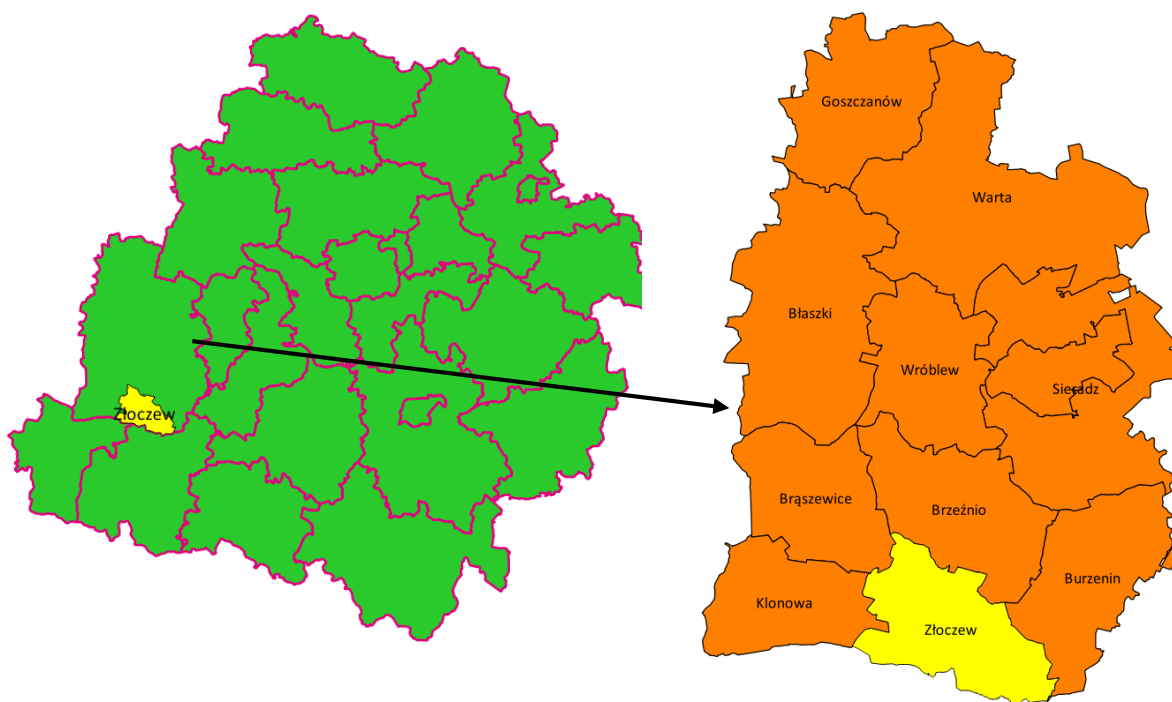 Goszczanów
Warta
Błaszki
Wróblew
Sieradz
Złoczew
Brąszewice
Brzeźnio
Burzenin
Klonowa
Złoczew